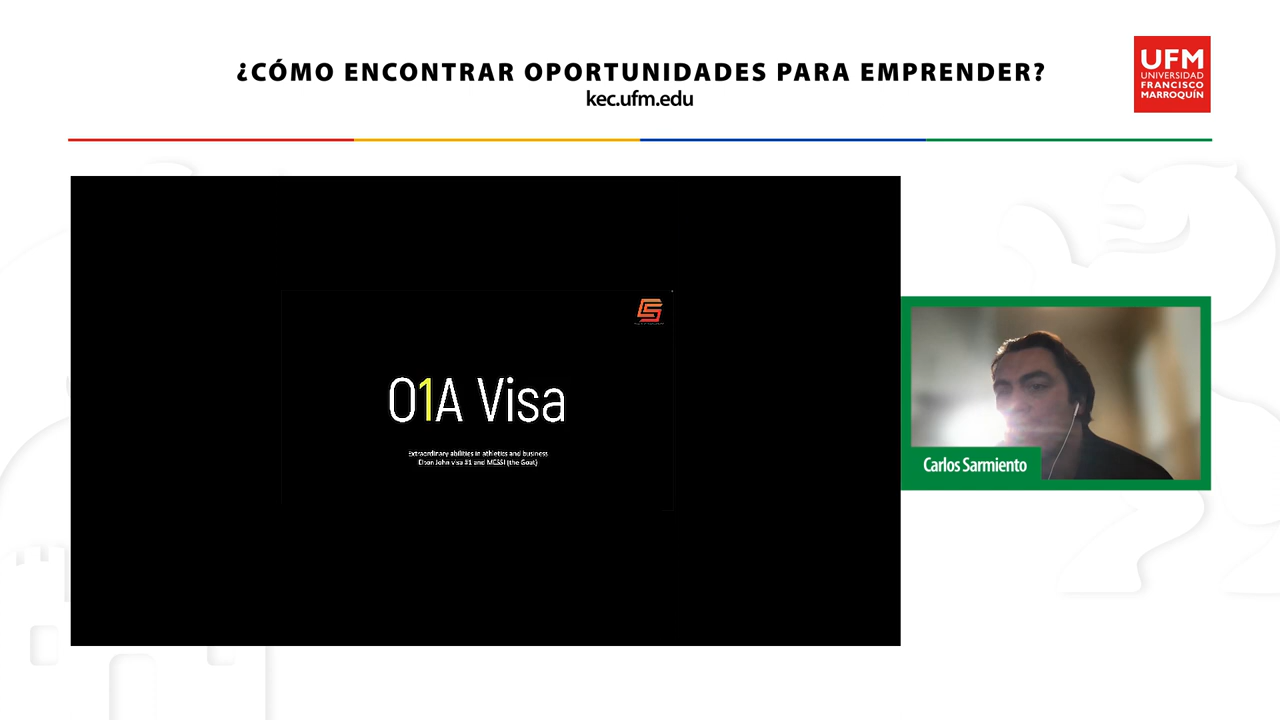 ¿CÓMO ENCONTRAR OPORTUNIDADES PARA EMPRENDER?
kec.ufm.edu
UFM
UNIVERSIDAD
FRANCISCO
MARROQUÍN
O1A Visa
Extraordinary abilities in athletics and business
Elton John visa #1 and MESSI (the Goat)
Carlos Sarmiento